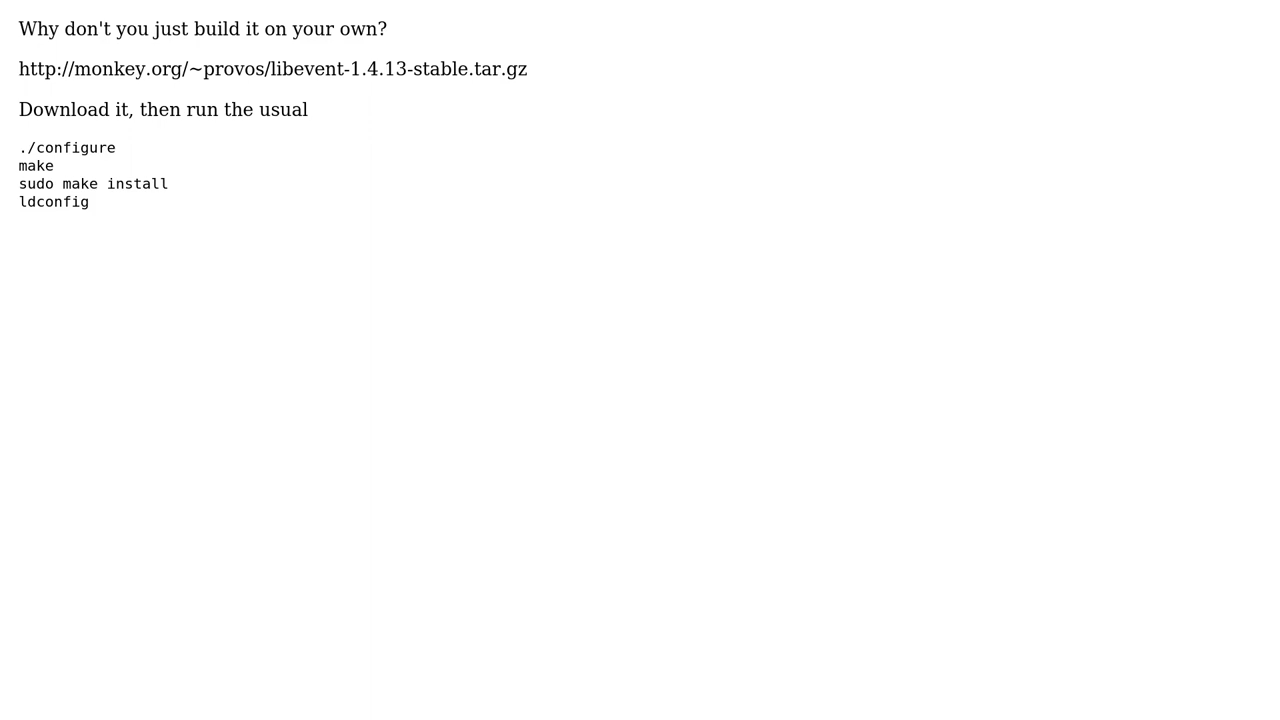 Why don't you just build it on your own?
http://monkey.org/~provos/libevent-1.4.13-stable.tar.gz
Download it, then run the usual
./configure
make
sudo make install
ldconfig